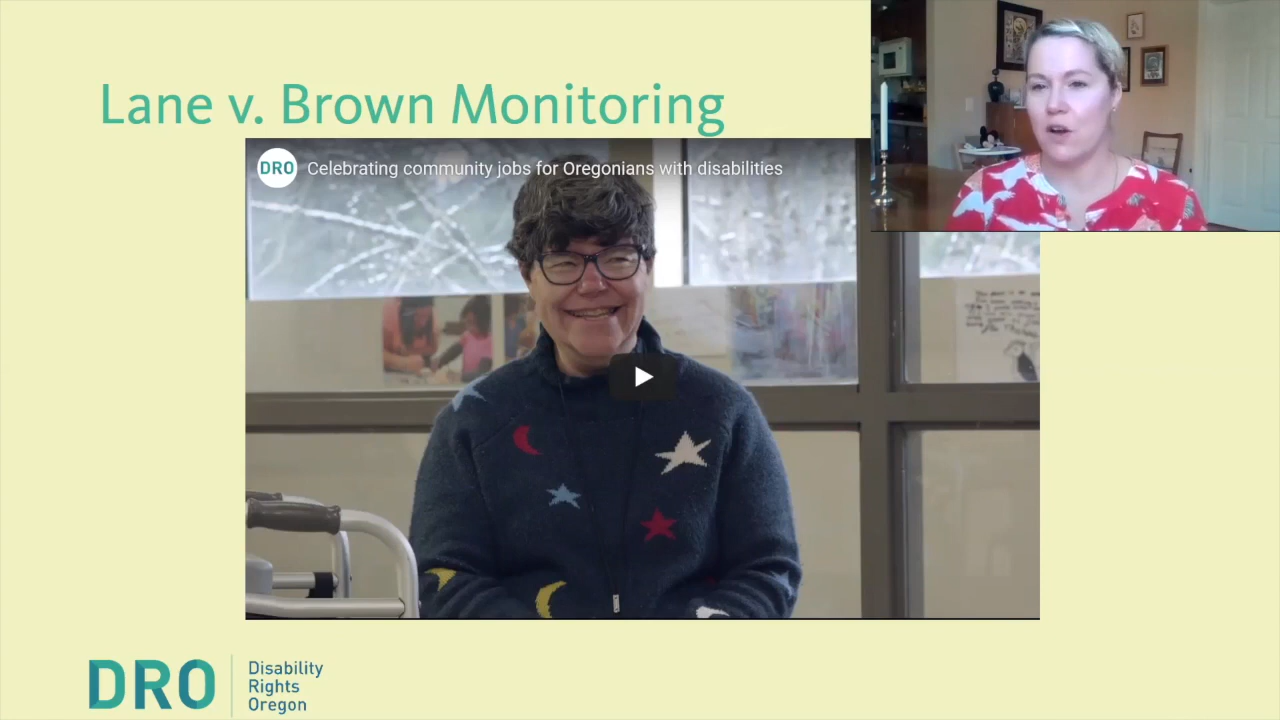 Lane v. Brown Monitoring
DRO
Celebrating community jobs for Oregonians with disabilities
DRO
Disability
Rights
Oregon